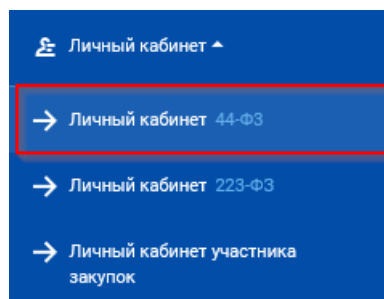 Личный кабинет
Личный кабинет 44-ФЗ
Личный кабинет 223-ФЗ
Личный кабинет участника
закупок